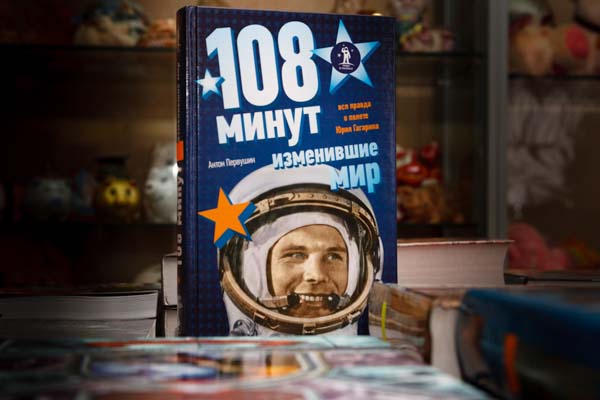 108
минут
вся правда
о полете
Юрия Гагарина
Антон Первушин
изменившие
мир